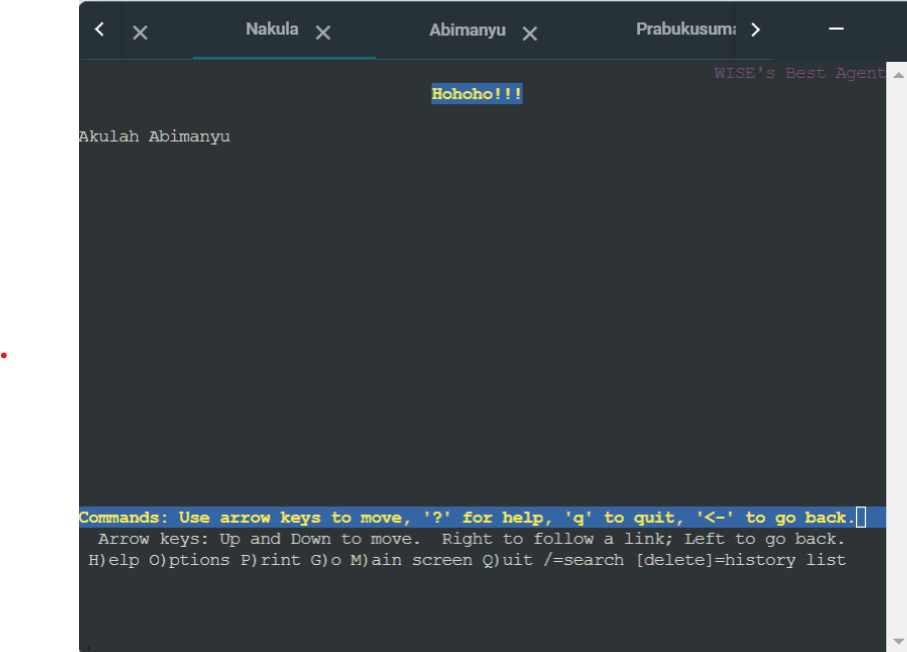 Nakula Abimanyu Prabukusuma
WISE's Best Agent
Hohoho!!!
Akulah Abimanyu
Commands: Use arrow keys to move, '?' for help, 'q' to quit, '<-' to go back.
Arrow keys: Up and Down to move. Right to follow a link; Left to go back.
H)elp O)ptions P)rint G)o M)ain screen Q)uit /=search [delete]=history list